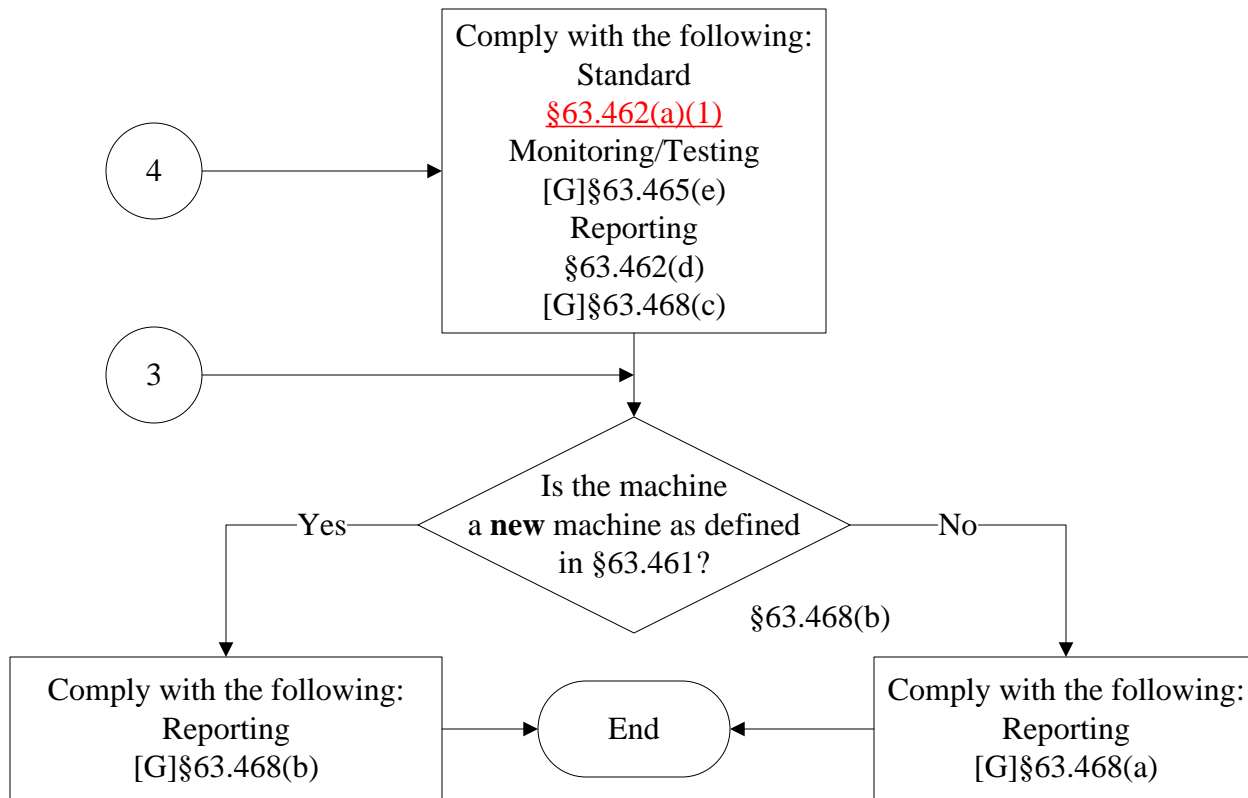 Comply with the following:
Standard
§63.462(a)(1)
Monitoring/Testing
[G]§63.465(e)
Reporting
§63.462(d)
[G]§63.468(c)
4
3
Is the machine
a new machine as defined
in §63.461?
Yes
No
§63.468(b)
Comply with the following:
Reporting
[G]§63.468(b)
End
Comply with the following:
Reporting
[G]§63.468(a)